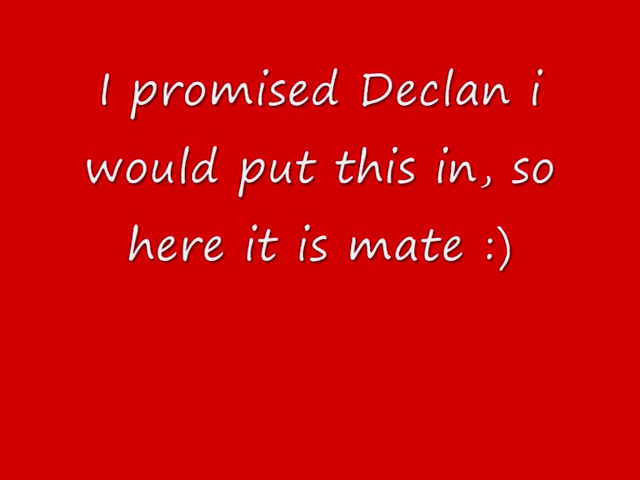 I promised Declan i
would put this in, so
here it is mate :)